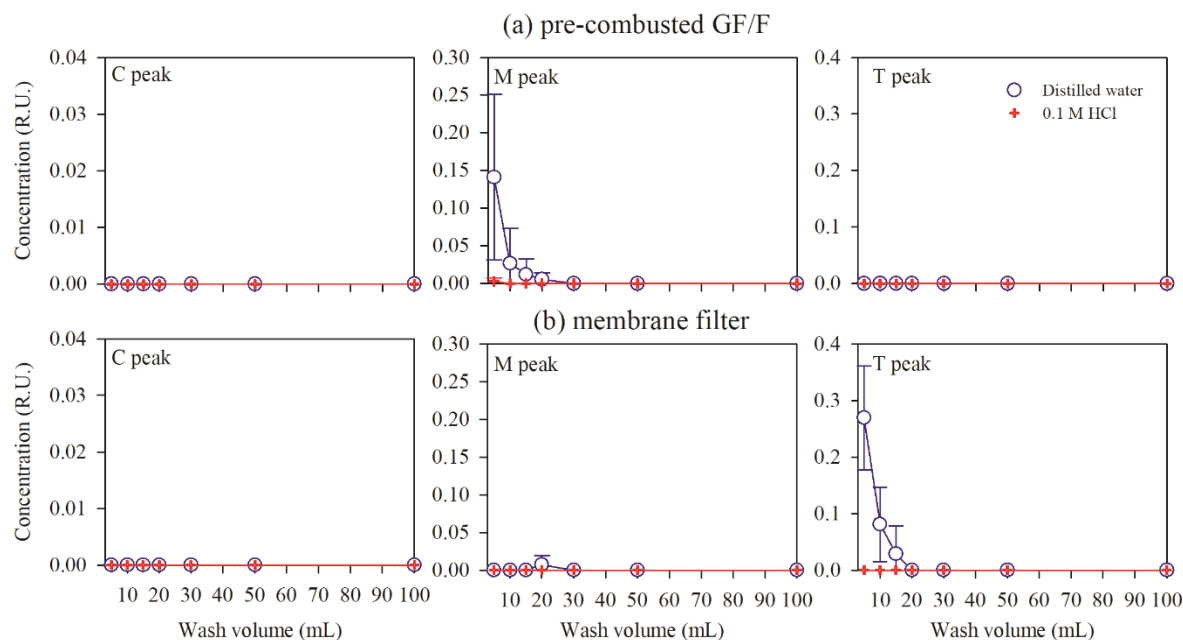 (a) pre-combusted GF/F
Concentration (R.U.)
0.04
0.03
0.02
0.01
0.00
C peak
0.30
0.25
0.20
0.15
0.10
0.05
0.00
M peak
0.4
0.3
0.2
0.1
0.0
T peak
Distilled water
0.1 M HCl
(b) membrane filter
Concentration (R.U.)
0.04
0.03
0.02
0.01
0.00
C peak
10 20 30 40 50 60 70 80 90 100
Wash volume (mL)
0.30
0.25
0.20
0.15
0.10
0.05
0.00
M peak
10 20 30 40 50 60 70 80 90 100
Wash volume (mL)
0.4
0.3
0.2
0.1
0.0
T peak
10 20 30 40 50 60 70 80 90 100
Wash volume (mL)